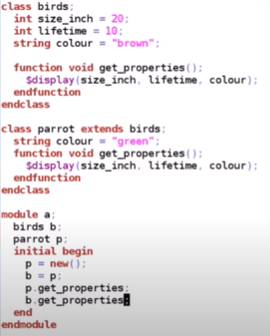 class birds;
int size_inch = 20;
int lifetime = 10;
string colour = "brown";
function void get_properties();
$display(size_inch, lifetime, colour);
endfunction
endclass
class parrot extends birds;
string colour = "green";
function void get_properties();
$display(size_inch, lifetime, colour);
endfunction
endclass
module a;
birds b;
parrot p;
initial begin
p = new();
b = p;
p.get_properties;
b.get_properties;
end
endmodule